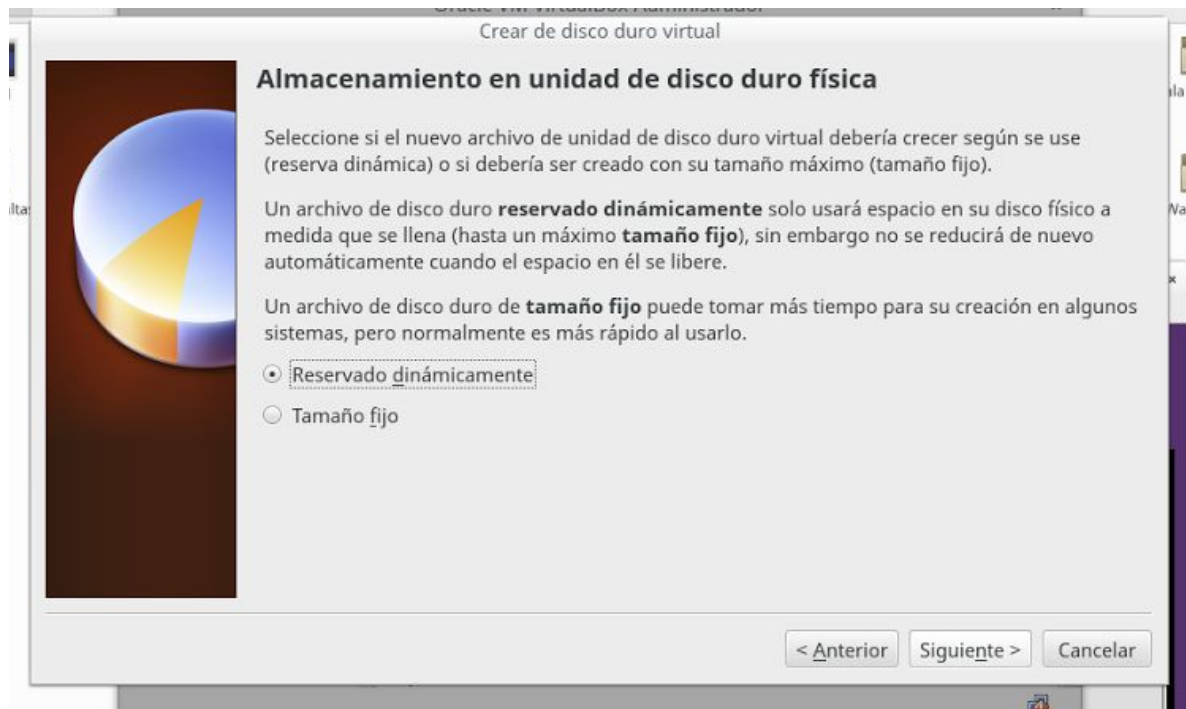 Oracle VM VirtualBox Administrador
Crear de disco duro virtual
Almacenamiento en unidad de disco duro física
Seleccione si el nuevo archivo de unidad de disco duro virtual debería crecer según se use
(reserva dinámica) o si debería ser creado con su tamaño máximo (tamaño fijo).
Un archivo de disco duro reservado dinámicamente solo usará espacio en su disco físico a
medida que se llena (hasta un máximo tamaño fijo), sin embargo no se reducirá de nuevo
automáticamente cuando el espacio en él se libere.
Un archivo de disco duro de tamaño fijo puede tomar más tiempo para su creación en algunos
sistemas, pero normalmente es más rápido al usarlo.
Reservado dinámicamente
Tamaño fijo
< Anterior Siguiente > Cancelar